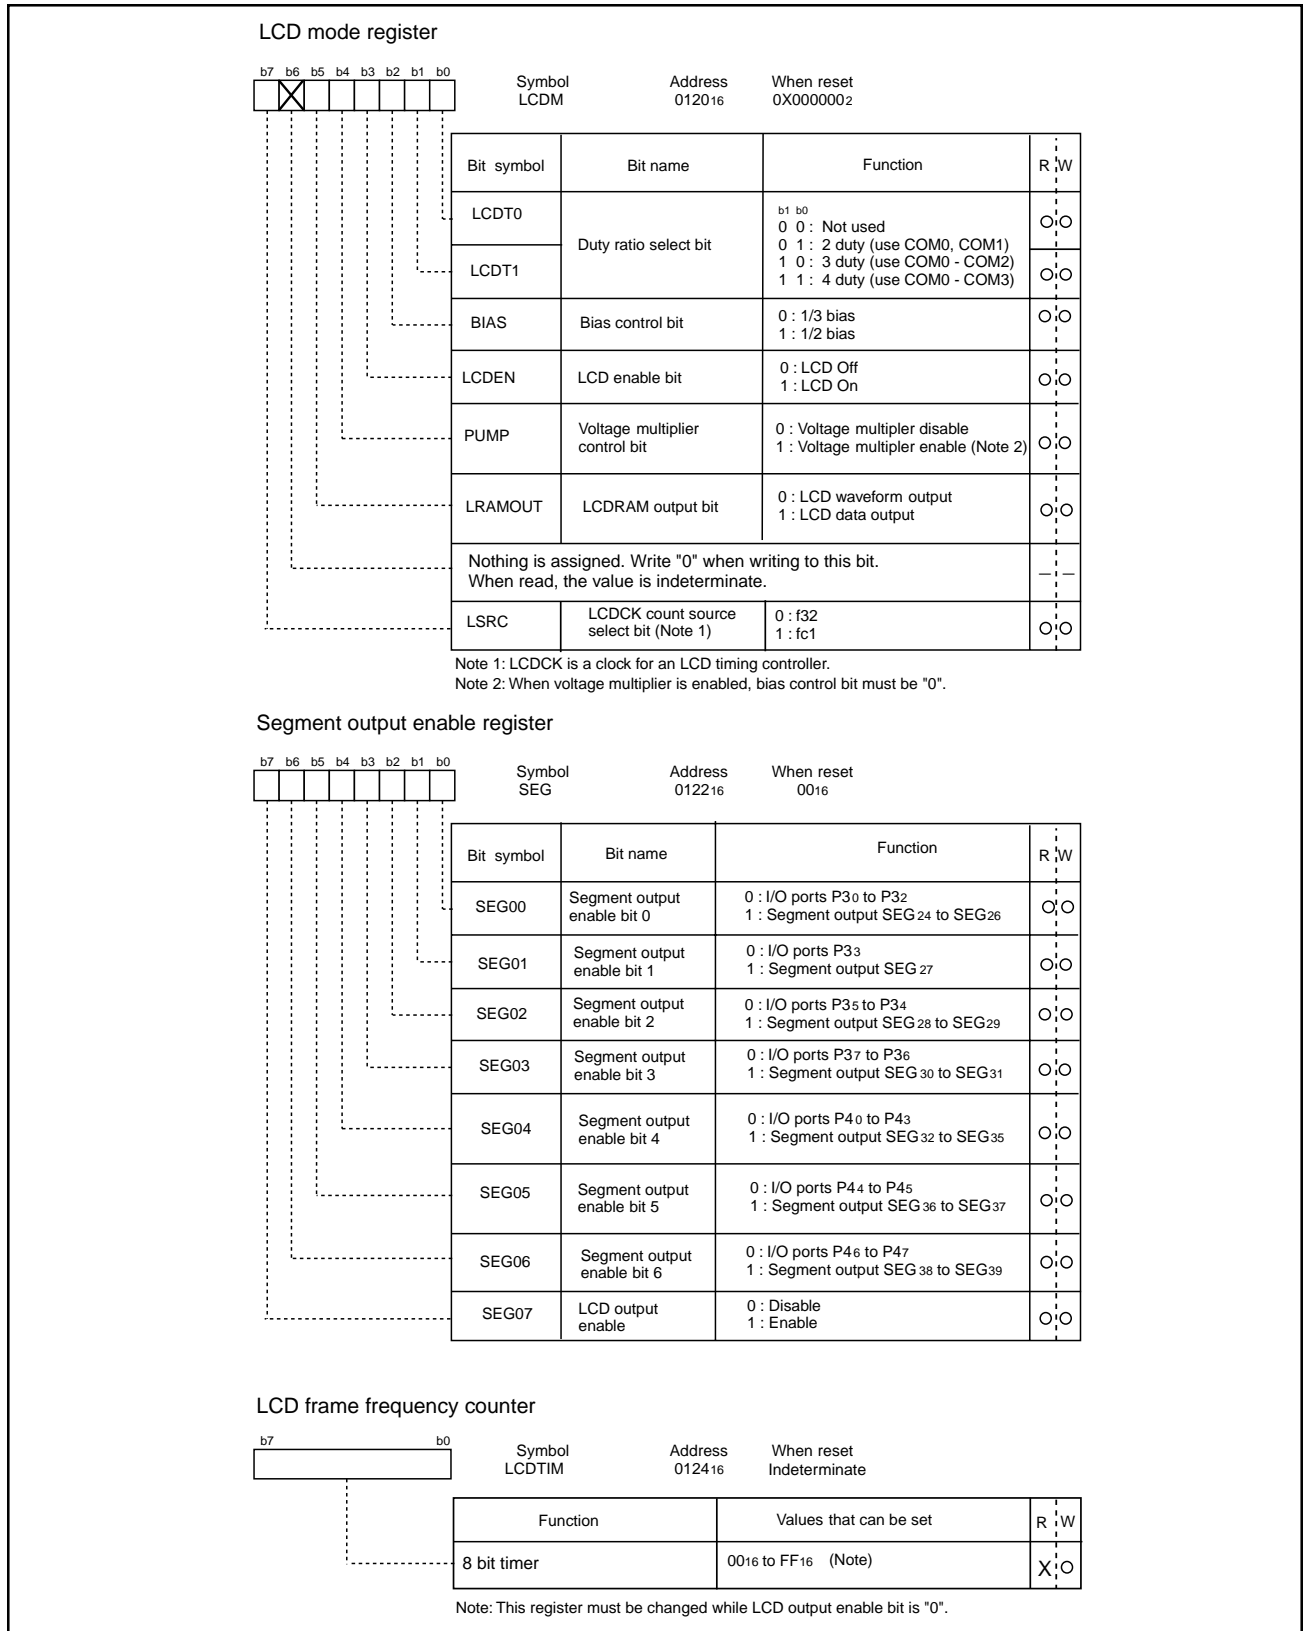 LCD mode register
b7 b6 b5 b4 b3 b2 b1 b0
Symbol Address When reset
LCDM 012016 0X0000002
Bit symbol Bit name Function R W
LCDT0
LCDT1
Duty ratio select bit
b1 b0
0 0 : Not used
0 1 : 2 duty (use COM0, COM1)
1 0 : 3 duty (use COM0 - COM2)
1 1 : 4 duty (use COM0 - COM3)
BIAS Bias control bit
0 : 1/3 bias
1 : 1/2 bias
LCDEN LCD enable bit
0 : LCD Off
1 : LCD On
PUMP
Voltage multiplier
control bit
0 : Voltage multipler disable
1 : Voltage multipler enable (Note 2)
LRAMOUT LCDRAM output bit
0 : LCD waveform output
1 : LCD data output
Nothing is assigned. Write "0" when writing to this bit.
When read, the value is indeterminate.
– –
LSRC
LCDCK count source
select bit (Note 1)
0 : f32
1 : fc1
Note 1: LCDCK is a clock for an LCD timing controller.
Note 2: When voltage multiplier is enabled, bias control bit must be "0".
Segment output enable register
b7 b6 b5 b4 b3 b2 b1 b0
Symbol Address When reset
SEG 012216 0016
Bit symbol Bit name Function R W
SEG00
Segment output
enable bit 0
0 : I/O ports P30 to P32
1 : Segment output SEG24 to SEG26
SEG01
Segment output
enable bit 1
0 : I/O ports P33
1 : Segment output SEG27
SEG02
Segment output
enable bit 2
0 : I/O ports P35 to P34
1 : Segment output SEG28 to SEG29
SEG03
Segment output
enable bit 3
0 : I/O ports P37 to P36
1 : Segment output SEG30 to SEG31
SEG04
Segment output
enable bit 4
0 : I/O ports P40 to P43
1 : Segment output SEG32 to SEG35
SEG05
Segment output
enable bit 5
0 : I/O ports P44 to P45
1 : Segment output SEG36 to SEG37
SEG06
Segment output
enable bit 6
0 : I/O ports P46 to P47
1 : Segment output SEG38 to SEG39
SEG07
LCD output
enable
0 : Disable
1 : Enable
LCD frame frequency counter
b7 b0
Symbol Address When reset
LCDTIM 012416 Indeterminate
Function Values that can be set R W
8 bit timer 0016 to FF16 (Note) X
Note: This register must be changed while LCD output enable bit is "0".